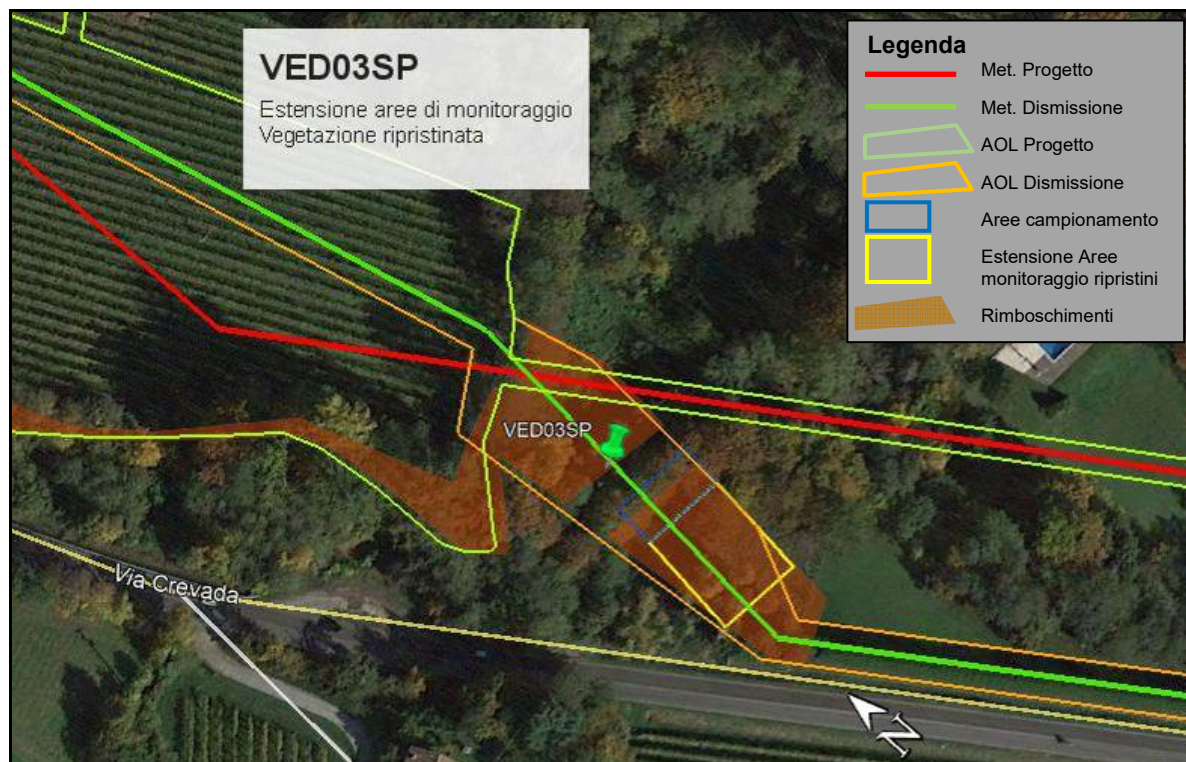 VED03SP
Estensione aree di monitoraggio
Vegetazione ripristinata
Legenda
Met. Progetto
Met. Dismissione
AOL Progetto
AOL Dismissione
Aree campionamento
Estensione Aree
monitoraggio ripristini
Rimboschimenti
VED03SP
Via Crevada
N